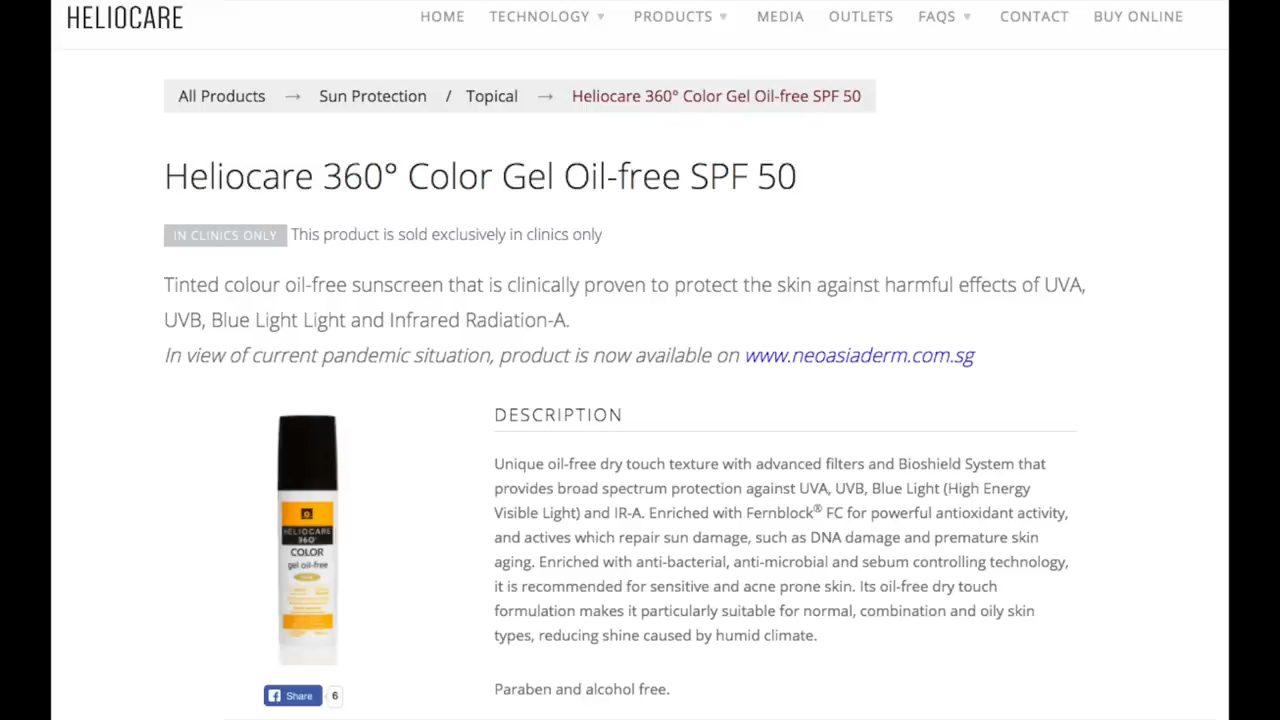 HELIOCARE
HOME TECHNOLOGY ▼ PRODUCTS ▼ MEDIA OUTLETS FAQS ▼ CONTACT BUY ONLINE
All Products → Sun Protection / Topical → Heliocare 360° Color Gel Oil-free SPF 50
Heliocare 360° Color Gel Oil-free SPF 50
IN CLINICS ONLY This product is sold exclusively in clinics only
Tinted colour oil-free sunscreen that is clinically proven to protect the skin against harmful effects of UVA,
UVB, Blue Light Light and Infrared Radiation-A.
In view of current pandemic situation, product is now available on www.neoasiaderm.com.sg
DESCRIPTION
Unique oil-free dry touch texture with advanced filters and Bioshield System that
provides broad spectrum protection against UVA, UVB, Blue Light (High Energy
Visible Light) and IR-A. Enriched with Fernblock® FC for powerful antioxidant activity,
and actives which repair sun damage, such as DNA damage and premature skin
aging. Enriched with anti-bacterial, anti-microbial and sebum controlling technology,
it is recommended for sensitive and acne prone skin. Its oil-free dry touch
formulation makes it particularly suitable for normal, combination and oily skin
types, reducing shine caused by humid climate.
Paraben and alcohol free.
HELIOCARE
360°
COLOR
gel oil-free
Share 6